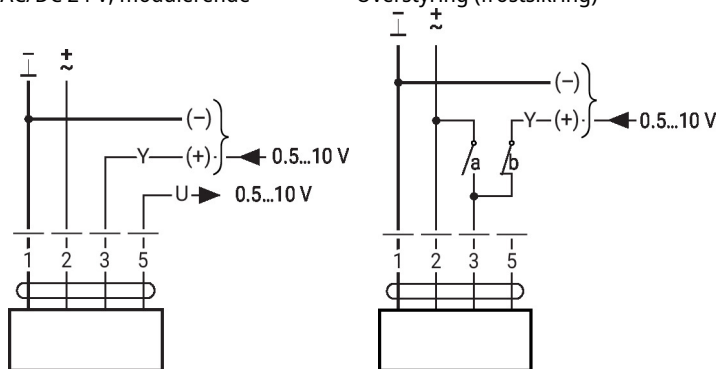 AC/DC 24 V, modulerende
Overstyring (frostsikring)
– +
⊥ ~
(–)
Y (+) 0.5...10 V
U 0.5...10 V
1 2 3 5
– +
⊥ ~
(–)
Y (+) 0.5...10 V
a b
1 2 3 5